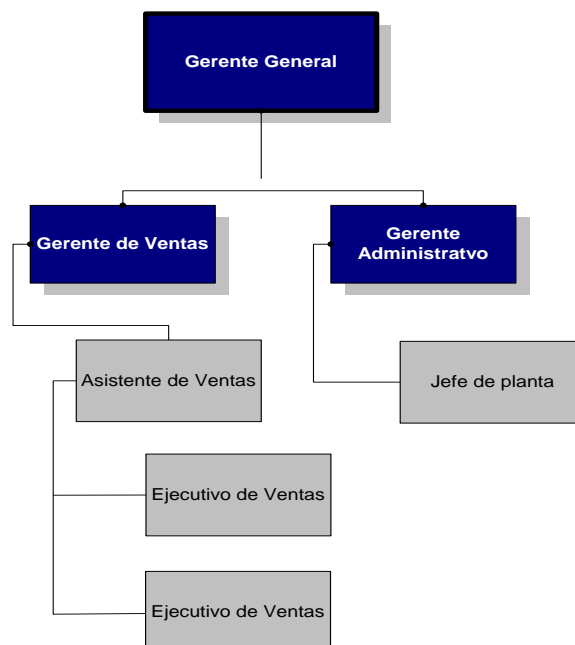 Gerente General
Gerente de Ventas
Gerente
Administratvo
Asistente de Ventas
Jefe de planta
Ejecutivo de Ventas
Ejecutivo de Ventas